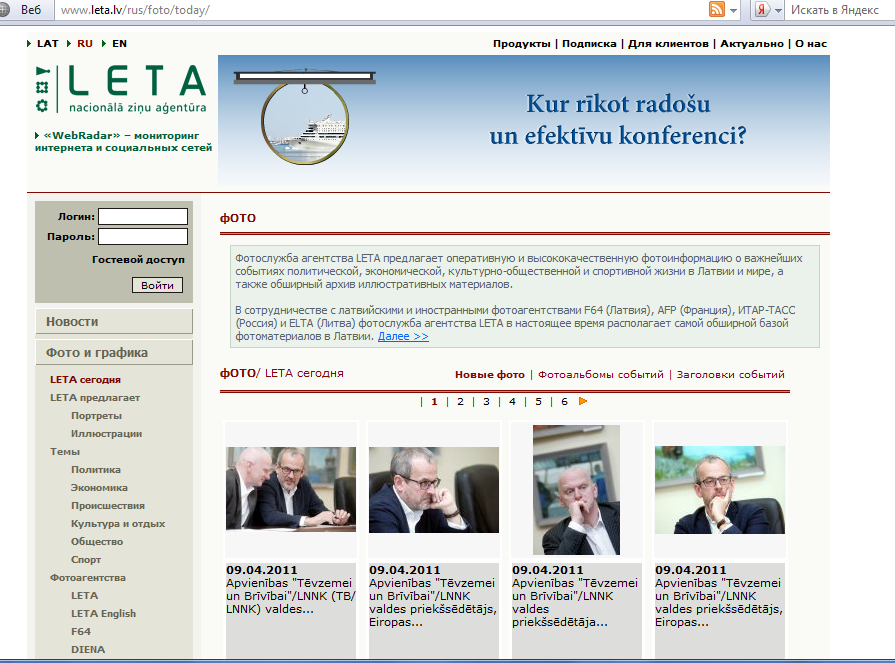 Веб
www.leta.lv/rus/foto/today/
Искать в Яндекс
LAT RU EN
Продукты | Подписка | Для клиентов | Актуально | О нас
LETA
nacionālā ziņu aģentūra
«WebRadar» – мониторинг
интернета и социальных сетей
Kur rīkot radošu
un efektīvu konferenci?
Логин:
Пароль:
Гостевой доступ
Войти
Новости
Фото и графика
LETA сегодня
LETA предлагает
Портреты
Иллюстрации
Темы
Политика
Экономика
Происшествия
Культура и отдых
Общество
Спорт
Фотоагентства
LETA
LETA English
F64
DIENA
фОТО
Фотослужба агентства LETA предлагает оперативную и высококачественную фотоинформацию о важнейших
событиях политической, экономической, культурно-общественной и спортивной жизни в Латвии и мире, а
также обширный архив иллюстративных материалов.
В сотрудничестве с латвийскими и иностранными фотоагентствами F64 (Латвия), AFP (Франция), ИТАР-ТАСС
(Россия) и ELTA (Литва) фотослужба агентства LETA в настоящее время располагает самой обширной базой
фотоматериалов в Латвии. Далее >>
фОТО/ LETA сегодня
Новые фото | Фотоальбомы событий | Заголовки событий
| 1 | 2 | 3 | 4 | 5 | 6
09.04.2011
Apvienības "Tēvzemei
un Brīvībai"/LNNK (TB/
LNNK) valdes...
09.04.2011
Apvienības "Tēvzemei
un Brīvībai"/LNNK
valdes priekšsēdētājs,
Eiropas...
09.04.2011
Apvienības "Tēvzemei
un Brīvībai"/LNNK
valdes
priekšsēdētāja...
09.04.2011
Apvienības "Tēvzemei
un Brīvībai"/LNNK
valdes priekšsēdētājs,
Eiropas...